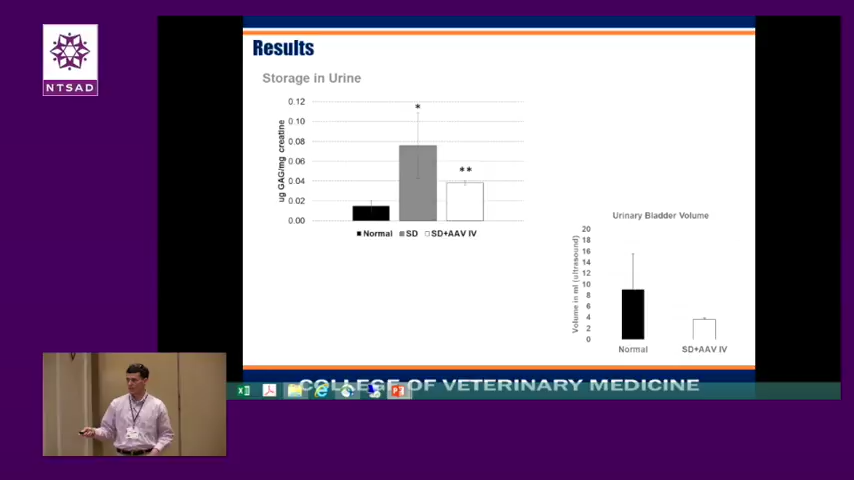 NTSAD
Results
Storage in Urine
0.12
0.10
0.08
0.06
0.04
0.02
0.00
ug GAG/mg creatine
*
**
Normal SD SD+AAV IV
Urinary Bladder Volume
20
18
16
14
12
10
8
6
4
2
0
Volume in ml (ultrasound)
Normal SD+AAV IV
COLLEGE OF VETERINARY MEDICINE